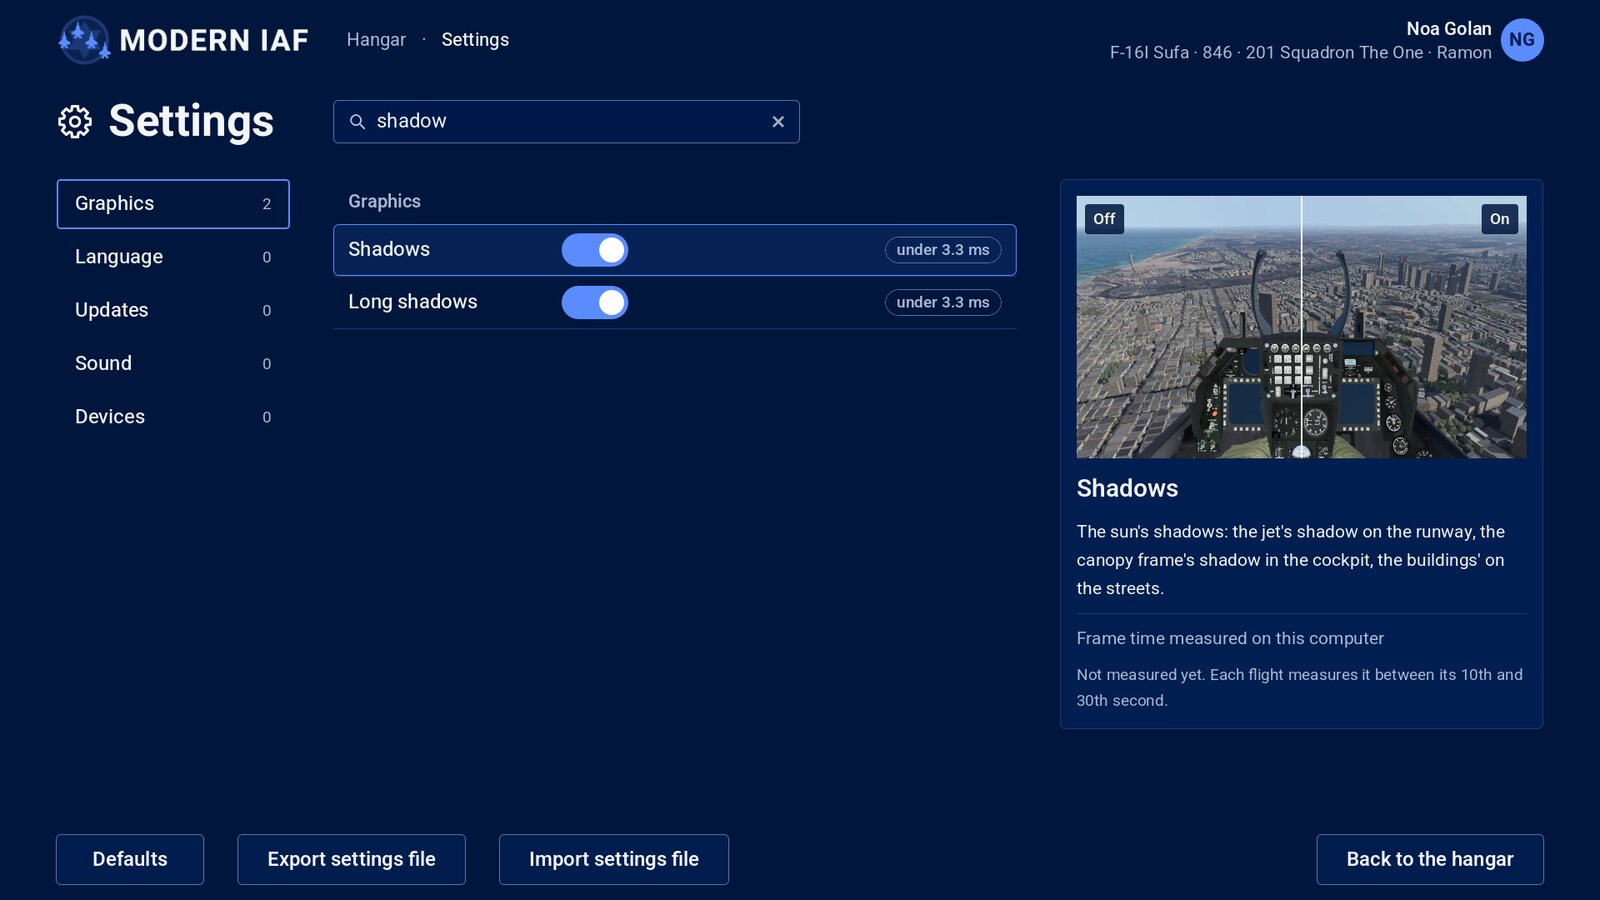 MODERN IAF
Hangar · Settings
Noa Golan
F-16I Sufa · 846 · 201 Squadron The One · Ramon
NG
Settings
shadow
Graphics 2
Language 0
Updates 0
Sound 0
Devices 0
Graphics
Shadows under 3.3 ms
Long shadows under 3.3 ms
Off On
Shadows
The sun's shadows: the jet's shadow on the runway, the
canopy frame's shadow in the cockpit, the buildings' on
the streets.
Frame time measured on this computer
Not measured yet. Each flight measures it between its 10th and
30th second.
Defaults
Export settings file
Import settings file
Back to the hangar